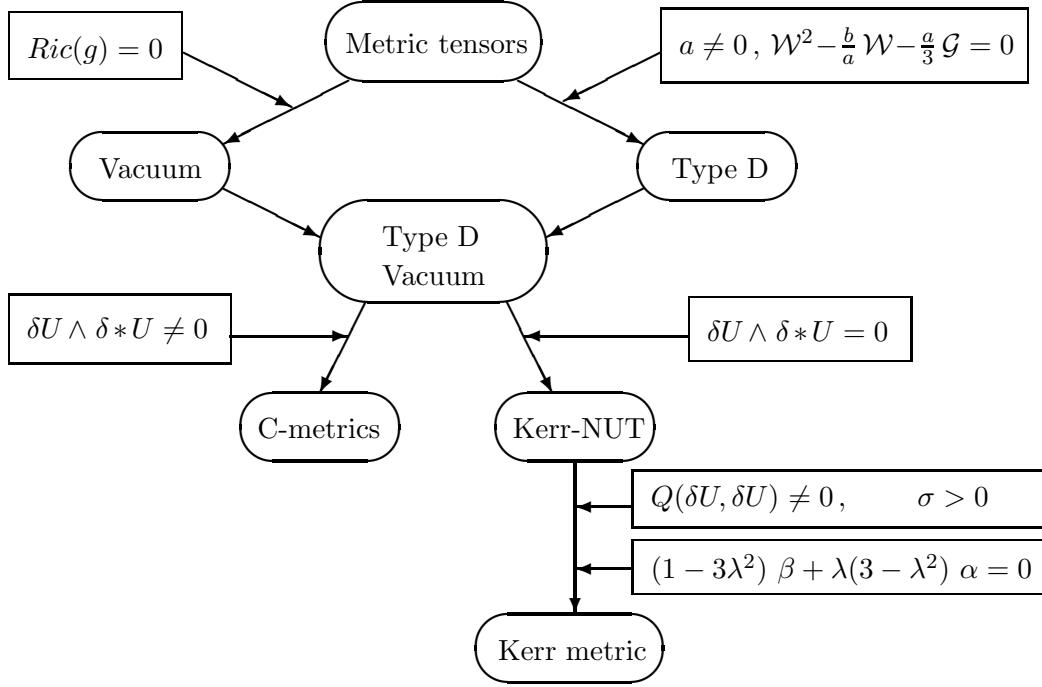 Ric(g) = 0
Metric tensors
a ≠ 0 , 𝒲² − b/a 𝒲 − a/3 𝒢 = 0
Vacuum
Type D
Type D
Vacuum
δU ∧ δ * U ≠ 0
δU ∧ δ * U = 0
C-metrics
Kerr-NUT
Q(δU, δU) ≠ 0 , σ > 0
(1 − 3λ²) β + λ(3 − λ²) α = 0
Kerr metric